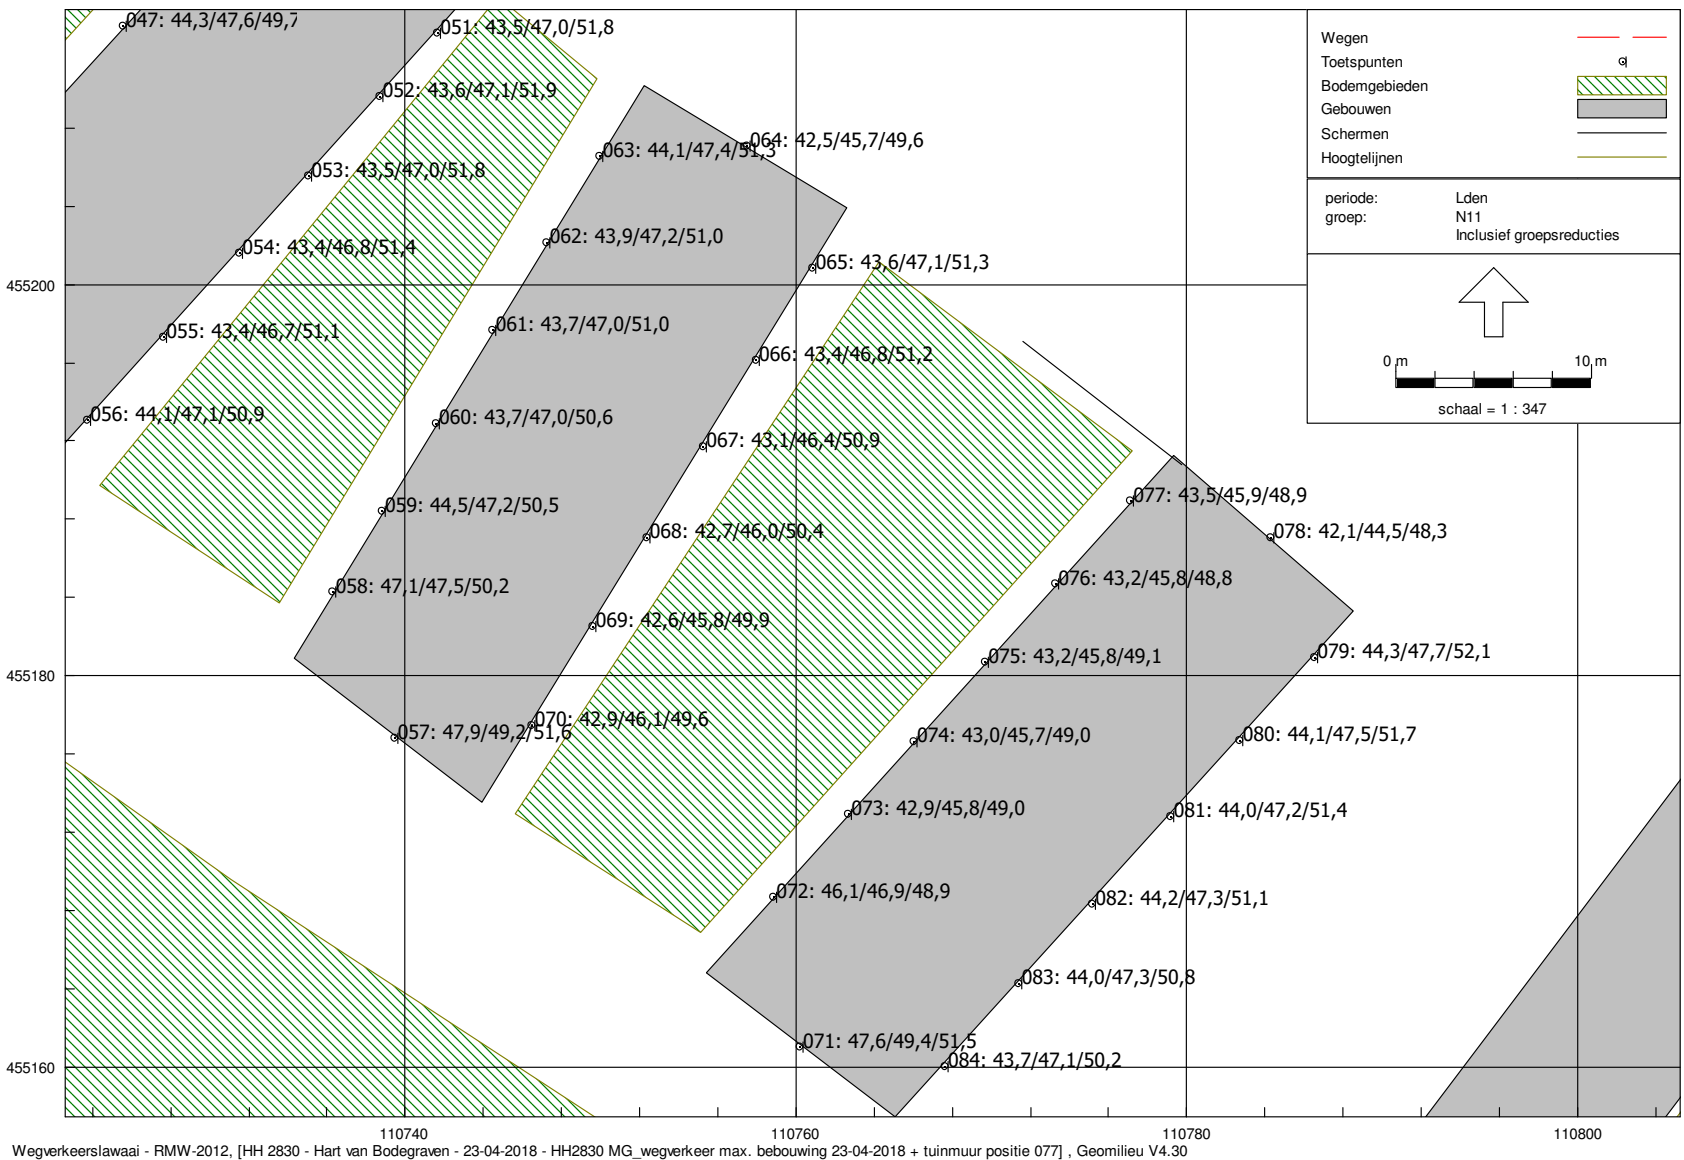 047: 44,3/47,6/49,7
051: 43,5/47,0/51,8
052: 43,6/47,1/51,9
053: 43,5/47,0/51,8
054: 43,4/46,8/51,4
055: 43,4/46,7/51,1
056: 44,1/47,1/50,9
064: 42,5/45,7/49,6
063: 44,1/47,4/51,3
062: 43,9/47,2/51,0
065: 43,6/47,1/51,3
061: 43,7/47,0/51,0
066: 43,4/46,8/51,2
060: 43,7/47,0/50,6
067: 43,1/46,4/50,9
059: 44,5/47,2/50,5
068: 42,7/46,0/50,4
058: 47,1/47,5/50,2
069: 42,6/45,8/49,9
070: 42,9/46,1/49,6
057: 47,9/49,2/51,6
077: 43,5/45,9/48,9
078: 42,1/44,5/48,3
076: 43,2/45,8/48,8
075: 43,2/45,8/49,1
079: 44,3/47,7/52,1
074: 43,0/45,7/49,0
080: 44,1/47,5/51,7
073: 42,9/45,8/49,0
081: 44,0/47,2/51,4
072: 46,1/46,9/48,9
082: 44,2/47,3/51,1
083: 44,0/47,3/50,8
071: 47,6/49,4/51,5
084: 43,7/47,1/50,2
Wegen
Toetspunten
Bodemgebieden
Gebouwen
Schermen
Hoogtelijnen
periode: Lden
groep: N11
Inclusief groepsreducties
0 m 10 m
schaal = 1 : 347
455200
455180
455160
110740 110760 110780 110800
Wegverkeerslawaai - RMW-2012, [HH 2830 - Hart van Bodegraven - 23-04-2018 - HH2830 MG_wegverkeer max. bebouwing 23-04-2018 + tuinmuur positie 077] , Geomilieu V4.30